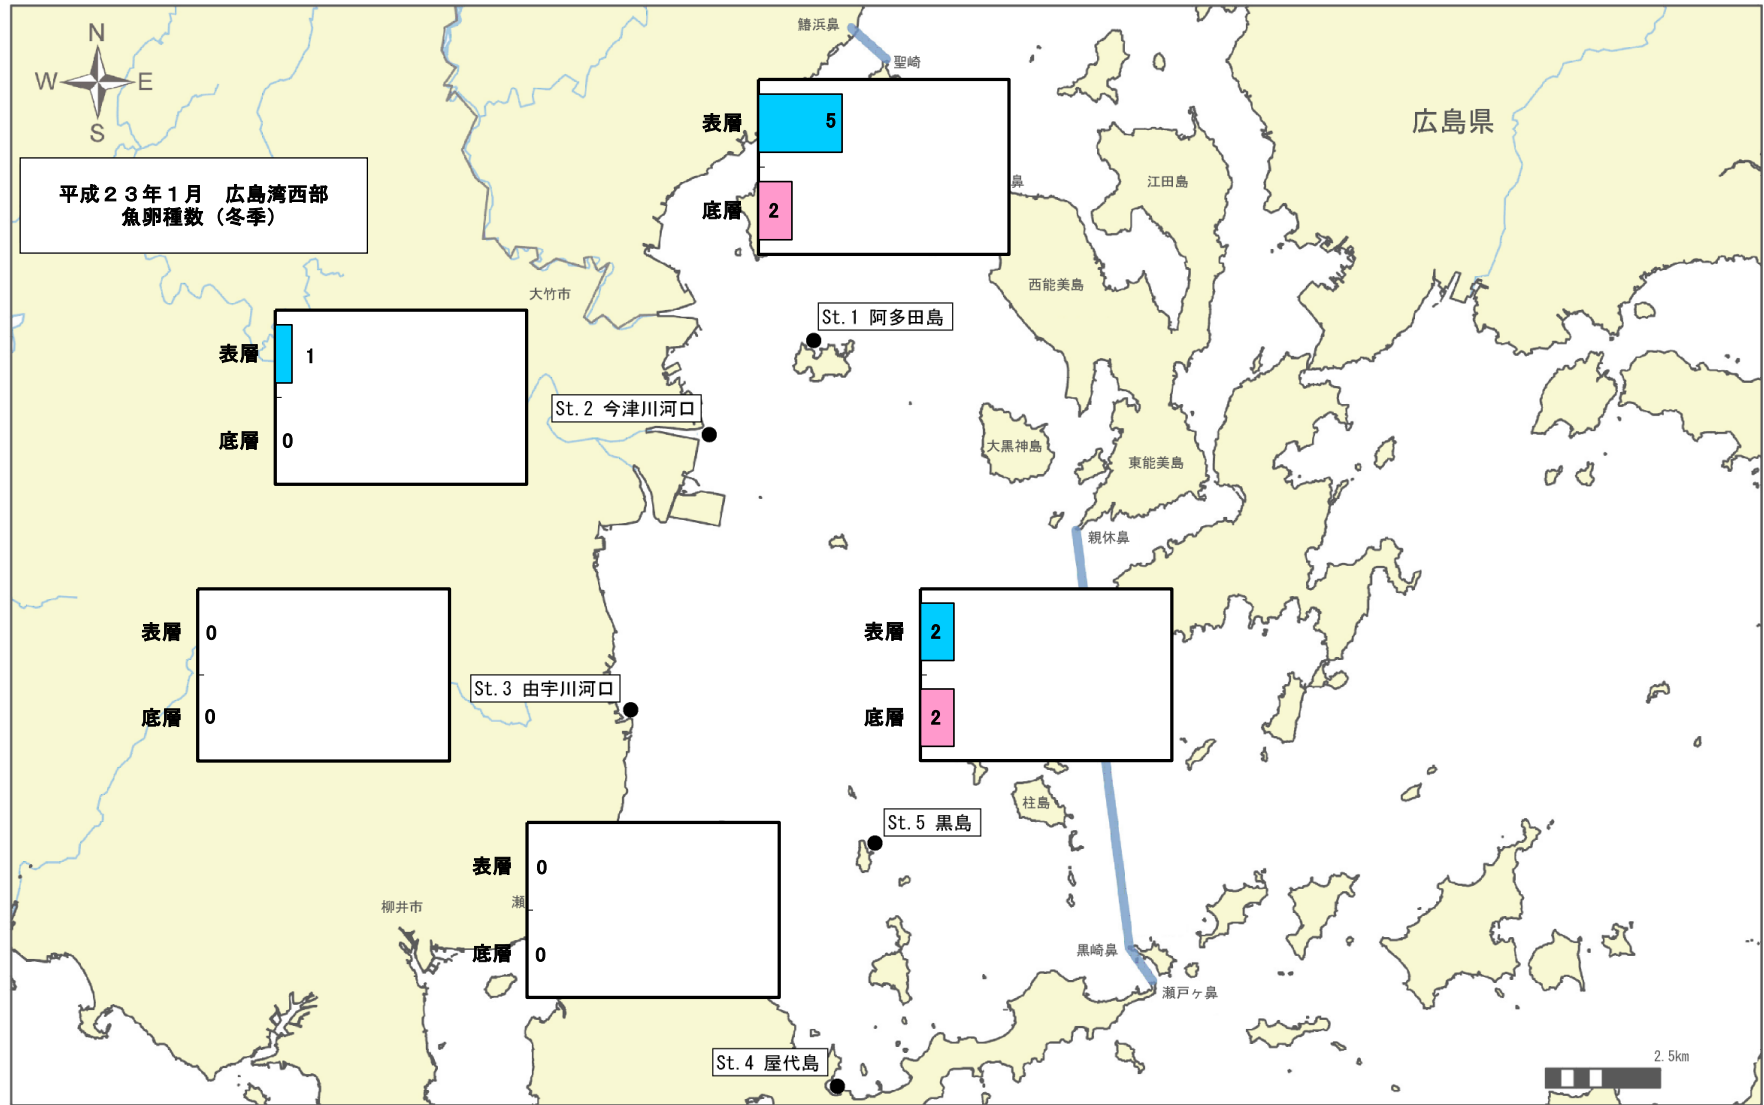 N
W E
S
平成２３年１月　広島湾西部
魚卵種数（冬季）
鰆浜鼻
聖崎
広島県
表層 5
底層 2
鼻
江田島
西能美島
大竹市
St.1 阿多田島
表層 1
底層 0
St.2 今津川河口
大黒神島
東能美島
親休鼻
表層 0
底層 0
St.3 由宇川河口
表層 2
底層 2
柱島
St.5 黒島
表層 0
底層 0
柳井市
瀬
黒崎鼻
瀬戸ヶ鼻
St.4 屋代島
2.5km